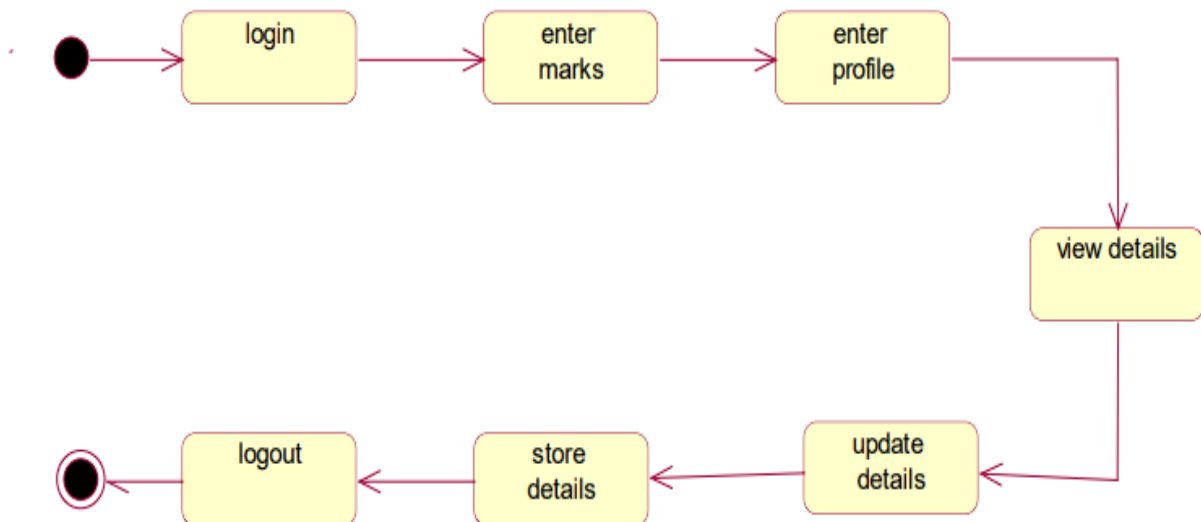 login
enter
marks
enter
profile
view details
update
details
store
details
logout